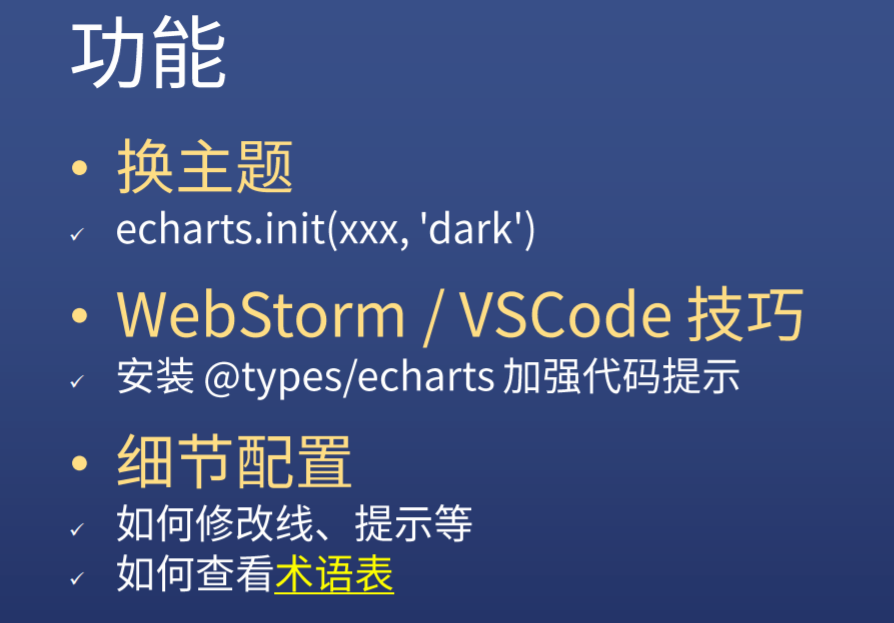 功能
• 换主题
✓ echarts.init(xxx, 'dark')
• WebStorm / VSCode 技巧
✓ 安装 @types/echarts 加强代码提示
• 细节配置
✓ 如何修改线、提示等
✓ 如何查看术语表